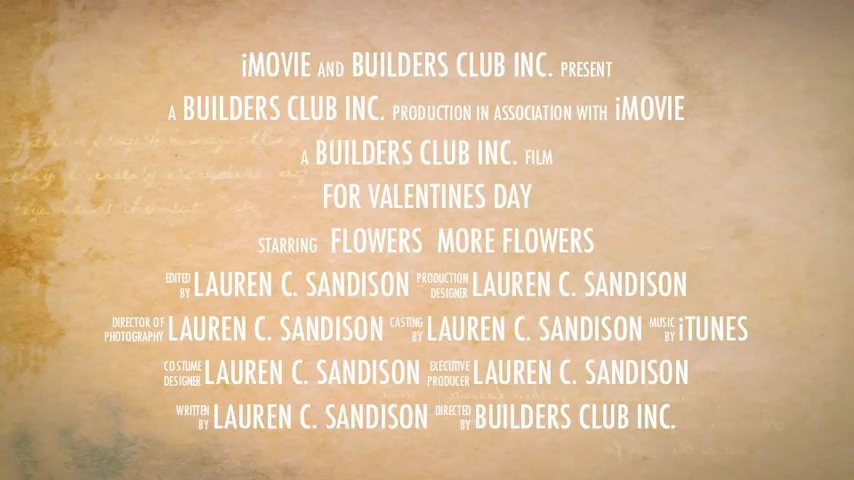 iMOVIE AND BUILDERS CLUB INC. PRESENT
A BUILDERS CLUB INC. PRODUCTION IN ASSOCIATION WITH iMOVIE
A BUILDERS CLUB INC. FILM
FOR VALENTINES DAY
STARRING FLOWERS MORE FLOWERS
EDITED BY LAUREN C. SANDISON PRODUCTION DESIGNER LAUREN C. SANDISON
DIRECTOR OF PHOTOGRAPHY LAUREN C. SANDISON CASTING BY LAUREN C. SANDISON MUSIC BY iTUNES
COSTUME DESIGNER LAUREN C. SANDISON EXECUTIVE PRODUCER LAUREN C. SANDISON
WRITTEN BY LAUREN C. SANDISON DIRECTED BY BUILDERS CLUB INC.